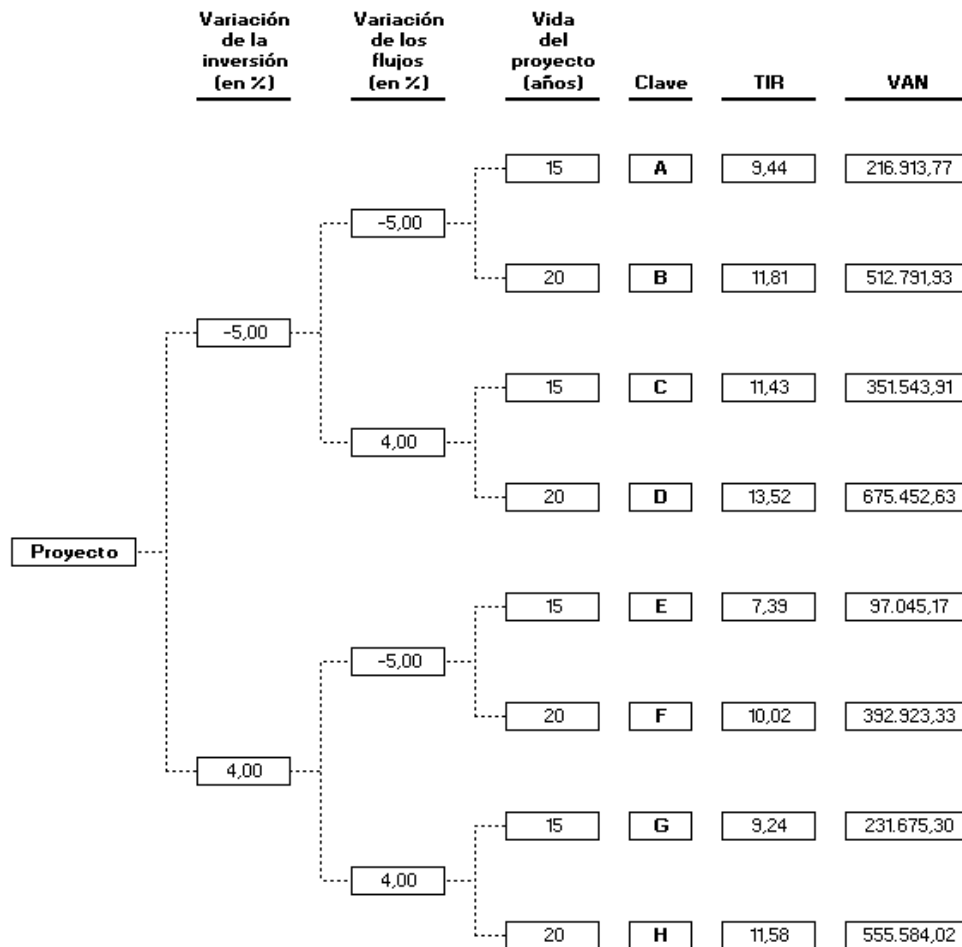 Variación de la inversión (en %)
Variación de los flujos (en %)
Vida del proyecto (años)
Clave
TIR
VAN
15 A 9,44 216.913,77
-5,00
20 B 11,81 512.791,93
-5,00
15 C 11,43 351.543,91
4,00
20 D 13,52 675.452,63
Proyecto
15 E 7,39 97.045,17
-5,00
20 F 10,02 392.923,33
4,00
15 G 9,24 231.675,30
4,00
20 H 11,58 555.584,02